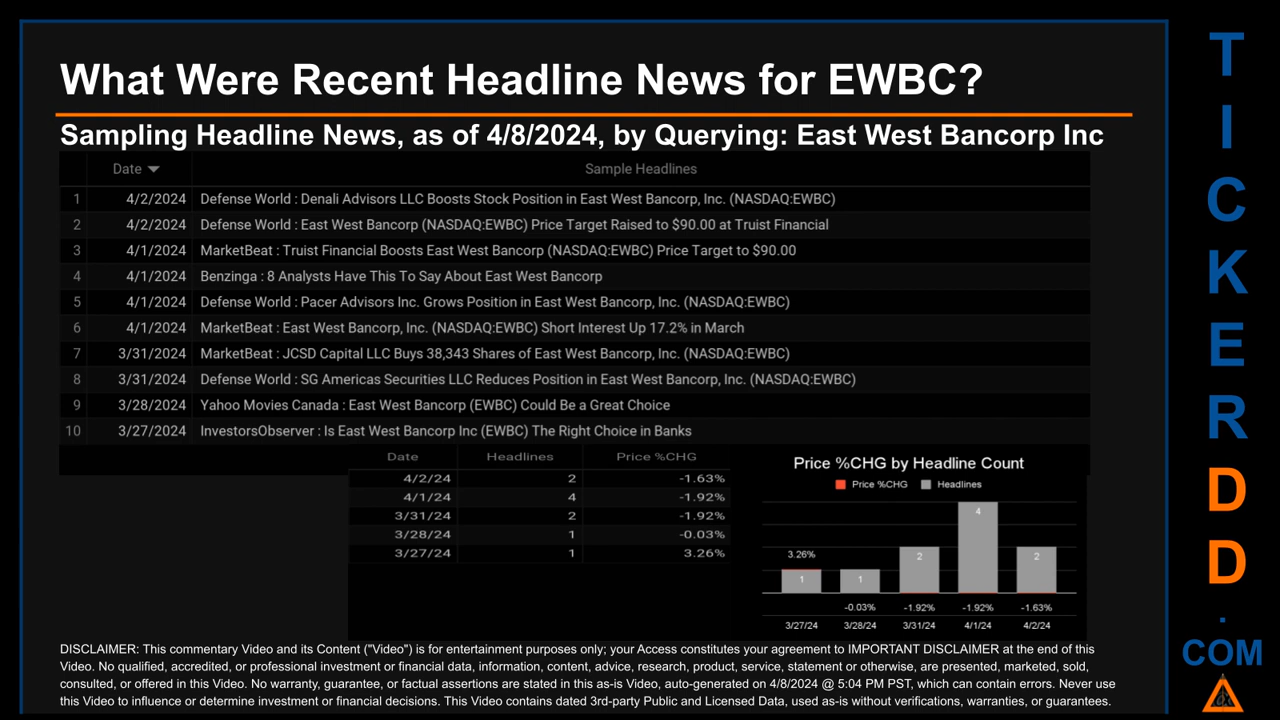 What Were Recent Headline News for EWBC?
Sampling Headline News, as of 4/8/2024, by Querying: East West Bancorp Inc
Date Sample Headlines
1 4/2/2024 Defense World : Denali Advisors LLC Boosts Stock Position in East West Bancorp, Inc. (NASDAQ:EWBC)
2 4/2/2024 Defense World : East West Bancorp (NASDAQ:EWBC) Price Target Raised to $90.00 at Truist Financial
3 4/1/2024 MarketBeat : Truist Financial Boosts East West Bancorp (NASDAQ:EWBC) Price Target to $90.00
4 4/1/2024 Benzinga : 8 Analysts Have This To Say About East West Bancorp
5 4/1/2024 Defense World : Pacer Advisors Inc. Grows Position in East West Bancorp, Inc. (NASDAQ:EWBC)
6 4/1/2024 MarketBeat : East West Bancorp, Inc. (NASDAQ:EWBC) Short Interest Up 17.2% in March
7 3/31/2024 MarketBeat : JCSD Capital LLC Buys 38,343 Shares of East West Bancorp, Inc. (NASDAQ:EWBC)
8 3/31/2024 Defense World : SG Americas Securities LLC Reduces Position in East West Bancorp, Inc. (NASDAQ:EWBC)
9 3/28/2024 Yahoo Movies Canada : East West Bancorp (EWBC) Could Be a Great Choice
10 3/27/2024 InvestorsObserver : Is East West Bancorp Inc (EWBC) The Right Choice in Banks
Date Headlines Price %CHG
4/2/24 2 -1.63%
4/1/24 4 -1.92%
3/31/24 2 -1.92%
3/28/24 1 -0.03%
3/27/24 1 3.26%
Price %CHG by Headline Count
Price %CHG Headlines
4
3.26% 2 2
1 1
-0.03% -1.92% -1.92% -1.63%
3/27/24 3/28/24 3/31/24 4/1/24 4/2/24
DISCLAIMER: This commentary Video and its Content ("Video") is for entertainment purposes only; your Access constitutes your agreement to IMPORTANT DISCLAIMER at the end of this
Video. No qualified, accredited, or professional investment or financial data, information, content, advice, research, product, service, statement or otherwise, are presented, marketed, sold,
consulted, or offered in this Video. No warranty, guarantee, or factual assertions are stated in this as-is Video, auto-generated on 4/8/2024 @ 5:04 PM PST, which can contain errors. Never use
this Video to influence or determine investment or financial decisions. This Video contains dated 3rd-party Public and Licensed Data, used as-is without verifications, warranties, or guarantees.
T
I
C
K
E
R
D
D
.
COM